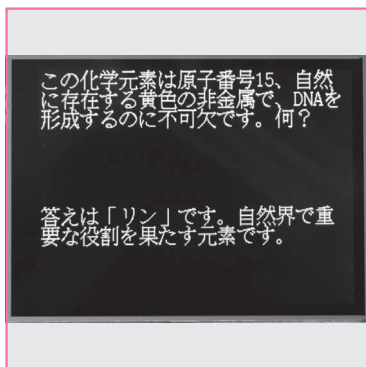 この化学元素は原子番号15、自然
に存在する黄色の非金属で、DNAを
形成するのに不可欠です。何？
答えは「リン」です。自然界で重
要な役割を果たす元素です。